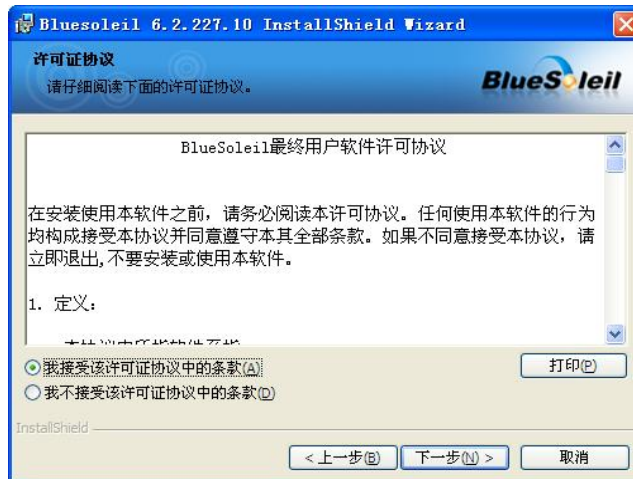 Bluesoleil 6.2.227.10 InstallShield Wizard
许可证协议
请仔细阅读下面的许可证协议。
BlueSoleil
BlueSoleil最终用户软件许可协议
在安装使用本软件之前，请务必阅读本许可协议。任何使用本软件的行为
均构成接受本协议并同意遵守本其全部条款。如果不同意接受本协议，请
立即退出,不要安装或使用本软件。
1. 定义：
我接受该许可证协议中的条款(A)
打印(P)
我不接受该许可证协议中的条款(D)
InstallShield
< 上一步(B)
下一步(N) >
取消